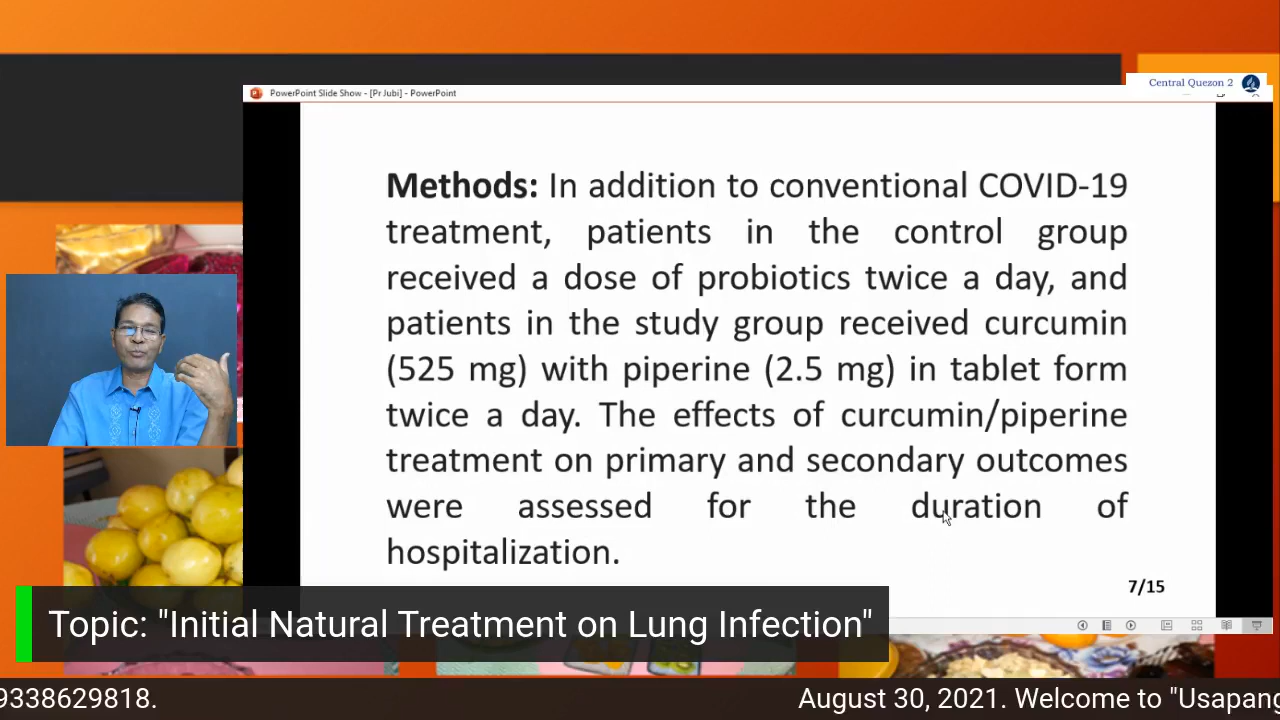 Central Quezon 2
PowerPoint Slide Show - [Pr Jubi] - PowerPoint
Methods: In addition to conventional COVID-19
treatment, patients in the control group
received a dose of probiotics twice a day, and
patients in the study group received curcumin
(525 mg) with piperine (2.5 mg) in tablet form
twice a day. The effects of curcumin/piperine
treatment on primary and secondary outcomes
were assessed for the duration of
hospitalization.
7/15
Topic: "Initial Natural Treatment on Lung Infection"
9338629818.
August 30, 2021. Welcome to "Usapang